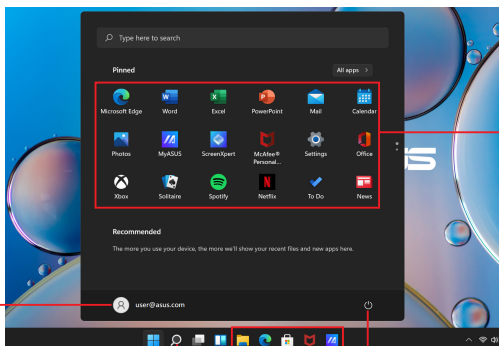 Type here to search
Pinned
All apps >
Microsoft Edge Word Excel PowerPoint Mail Calendar
Photos MyASUS ScreenXpert McAfee® Personal... Settings Office
Xbox Solitaire Spotify Netflix To Do News
Recommended
The more you use your device, the more we'll show your recent files and new apps here.
user@asus.com